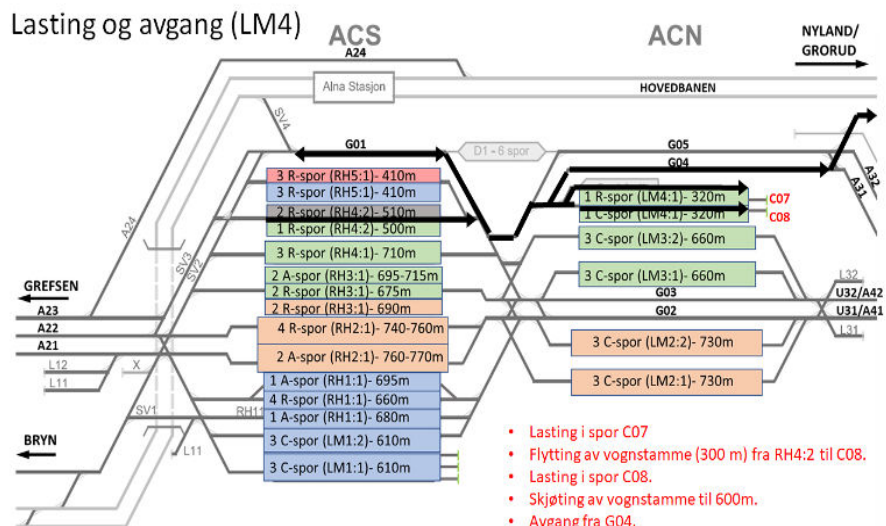 Lasting og avgang (LM4)
ACS
ACN
NYLAND/
GRORUD
A24
Alna Stasjon
HOVEDBANEN
SV4
G01
D1 - 6 spor
G05
G04
A32
A31
3 R-spor (RH5:1)- 410m
3 R-spor (RH5:1)- 410m
2 R-spor (RH4:2)- 510m
1 R-spor (RH4:2)- 500m
3 R-spor (RH4:1)- 710m
2 A-spor (RH3:1)- 695-715m
2 R-spor (RH3:1)- 675m
2 R-spor (RH3:1)- 690m
4 R-spor (RH2:1)- 740-760m
2 A-spor (RH2:1)- 760-770m
1 A-spor (RH1:1)- 695m
4 R-spor (RH1:1)- 660m
1 A-spor (RH1:1)- 680m
3 C-spor (LM1:2)- 610m
3 C-spor (LM1:1)- 610m
1 R-spor (LM4:1)- 320m
C07
1 C-spor (LM4:1)- 320m
C08
3 C-spor (LM3:2)- 660m
3 C-spor (LM3:1)- 660m
L32
G03
U32/A42
G02
U31/A41
L31
3 C-spor (LM2:2)- 730m
3 C-spor (LM2:1)- 730m
A24
SV3
SV2
GREFSEN
A23
A22
A21
L12
X
L11
SV1
RH11
L11
BRYN
• Lasting i spor C07
• Flytting av vognstamme (300 m) fra RH4:2 til C08.
• Lasting i spor C08.
• Skjøting av vognstamme til 600m.
• Avgang fra G04.